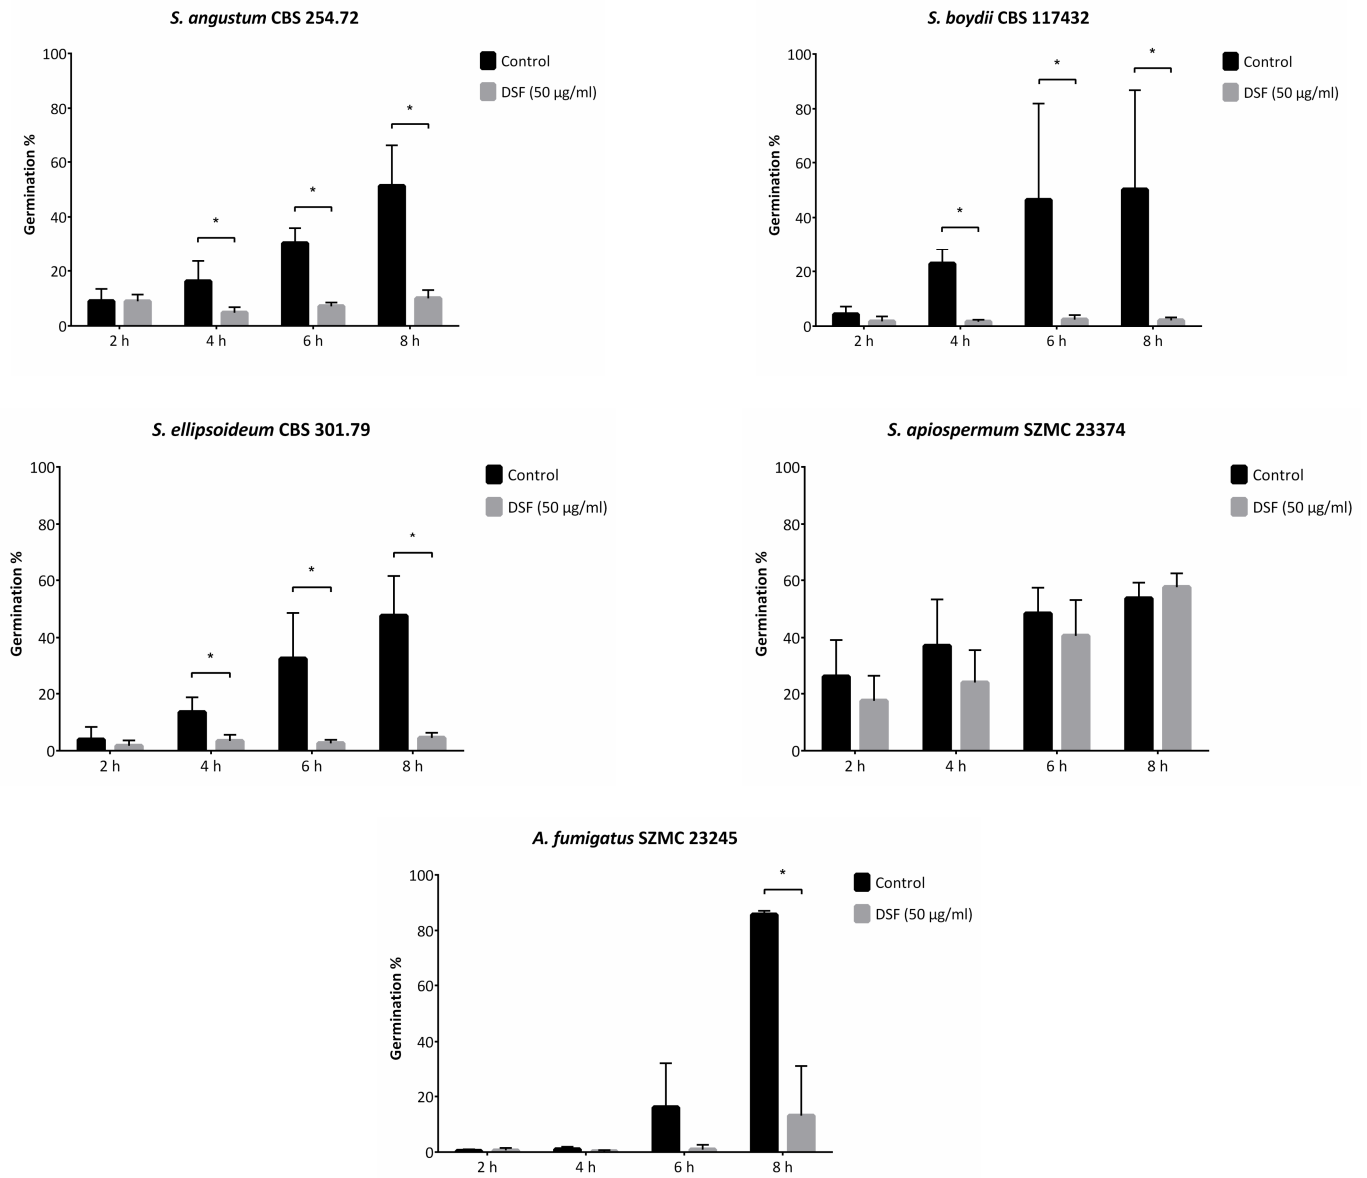 S. angustum CBS 254.72
Germination %
100
80
60
40
20
0
*
*
*
2 h 4 h 6 h 8 h
Control
DSF (50 µg/ml)
S. boydii CBS 117432
Germination %
100
80
60
40
20
0
*
*
*
2 h 4 h 6 h 8 h
Control
DSF (50 µg/ml)
S. ellipsoideum CBS 301.79
Germination %
100
80
60
40
20
0
*
*
*
2 h 4 h 6 h 8 h
Control
DSF (50 µg/ml)
S. apiospermum SZMC 23374
Germination %
100
80
60
40
20
0
2 h 4 h 6 h 8 h
Control
DSF (50 µg/ml)
A. fumigatus SZMC 23245
Germination %
100
80
60
40
20
0
*
2 h 4 h 6 h 8 h
Control
DSF (50 µg/ml)